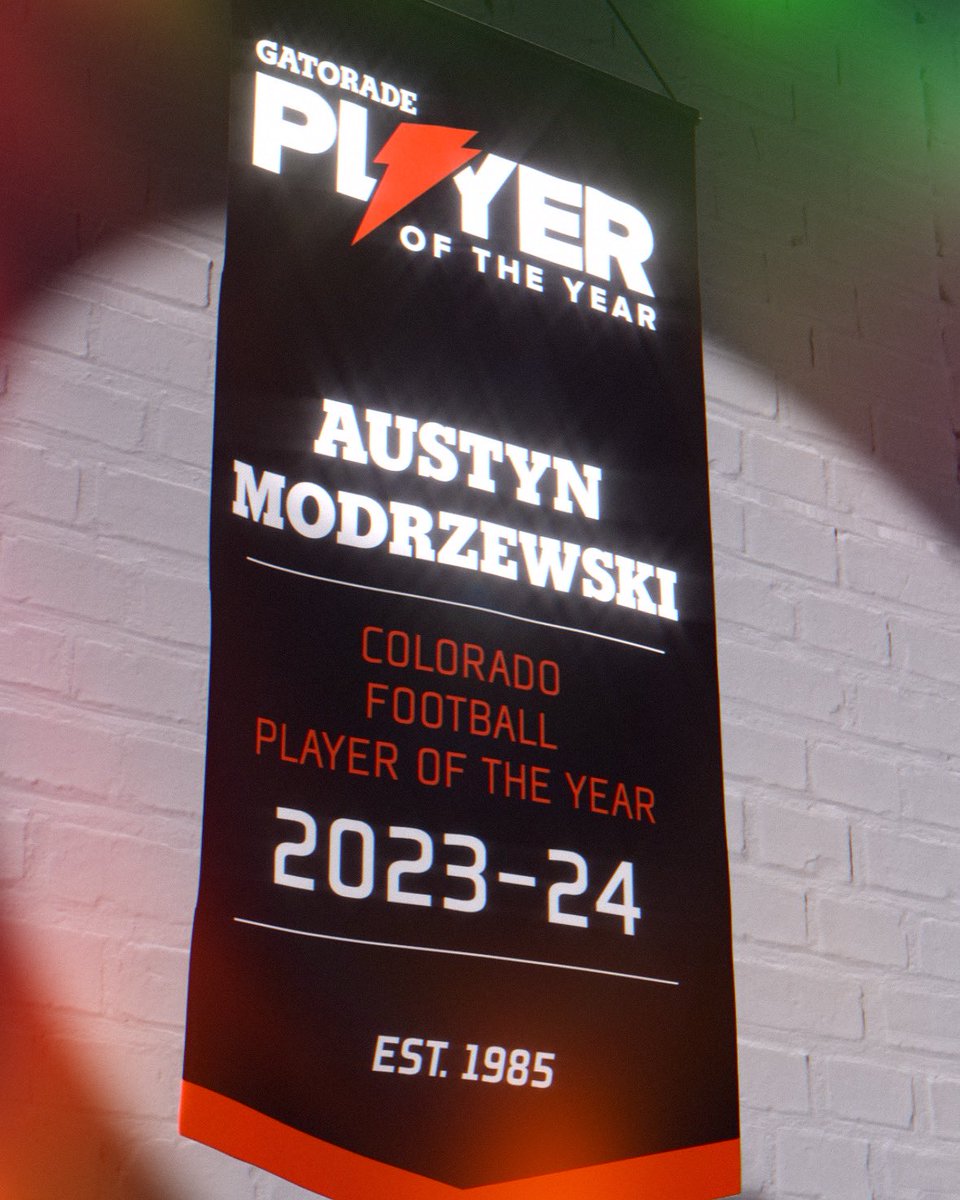 GATORADE
PLAYER
OF THE YEAR
AUSTYN
MODRZEWSKI
COLORADO
FOOTBALL
PLAYER OF THE YEAR
2023-24
EST. 1985